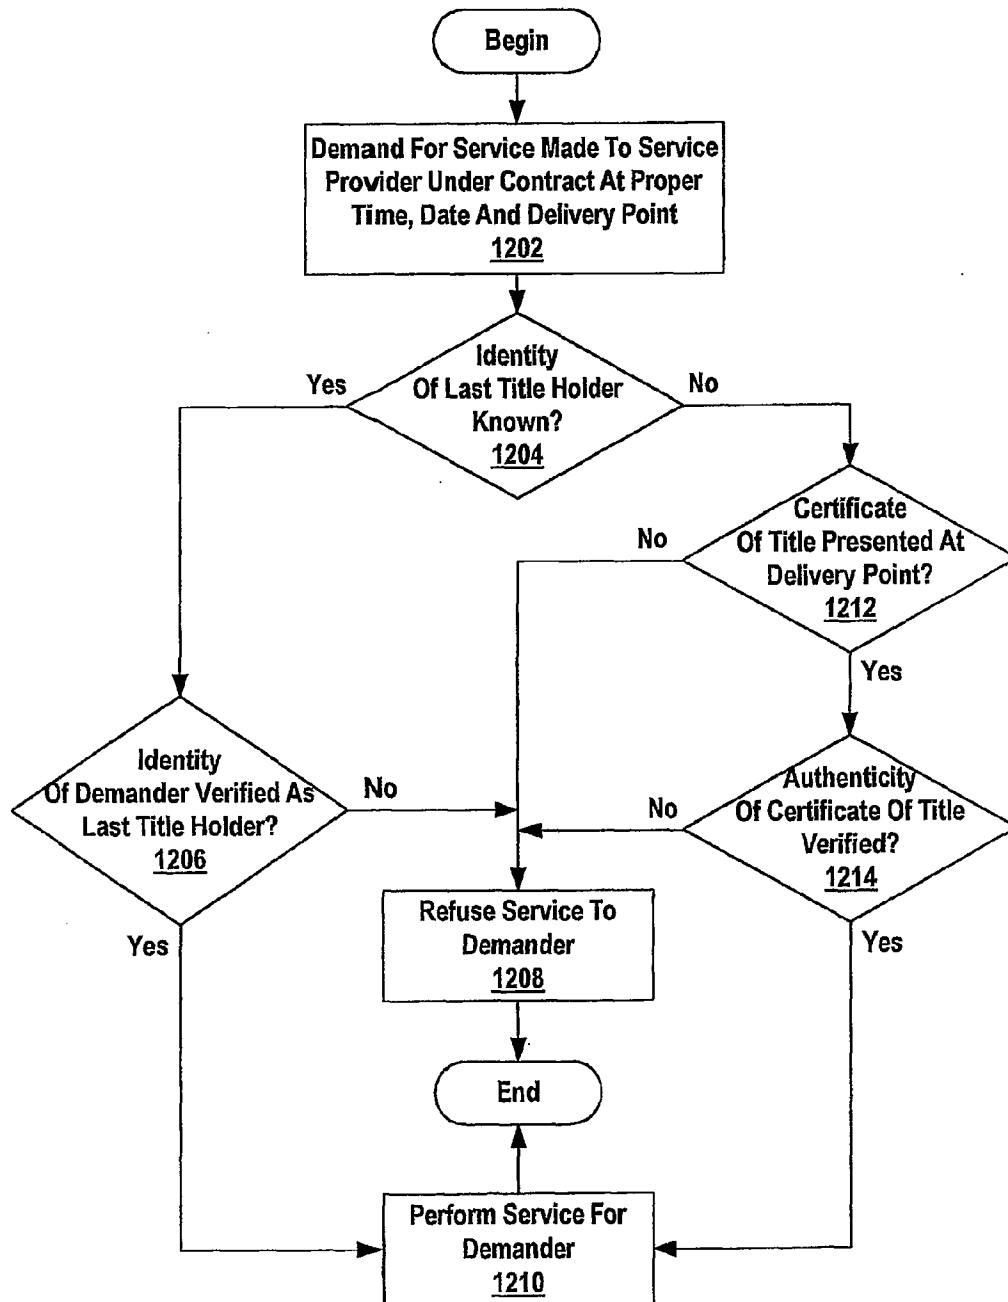 Begin
Demand For Service Made To Service
Provider Under Contract At Proper
Time, Date And Delivery Point
1202
Identity
Of Last Title Holder
Known?
1204
Yes
No
Certificate
Of Title Presented At
Delivery Point?
1212
No
Yes
Identity
Of Demander Verified As
Last Title Holder?
1206
No
Yes
Authenticity
Of Certificate Of Title
Verified?
1214
No
Yes
Refuse Service To
Demander
1208
End
Perform Service For
Demander
1210